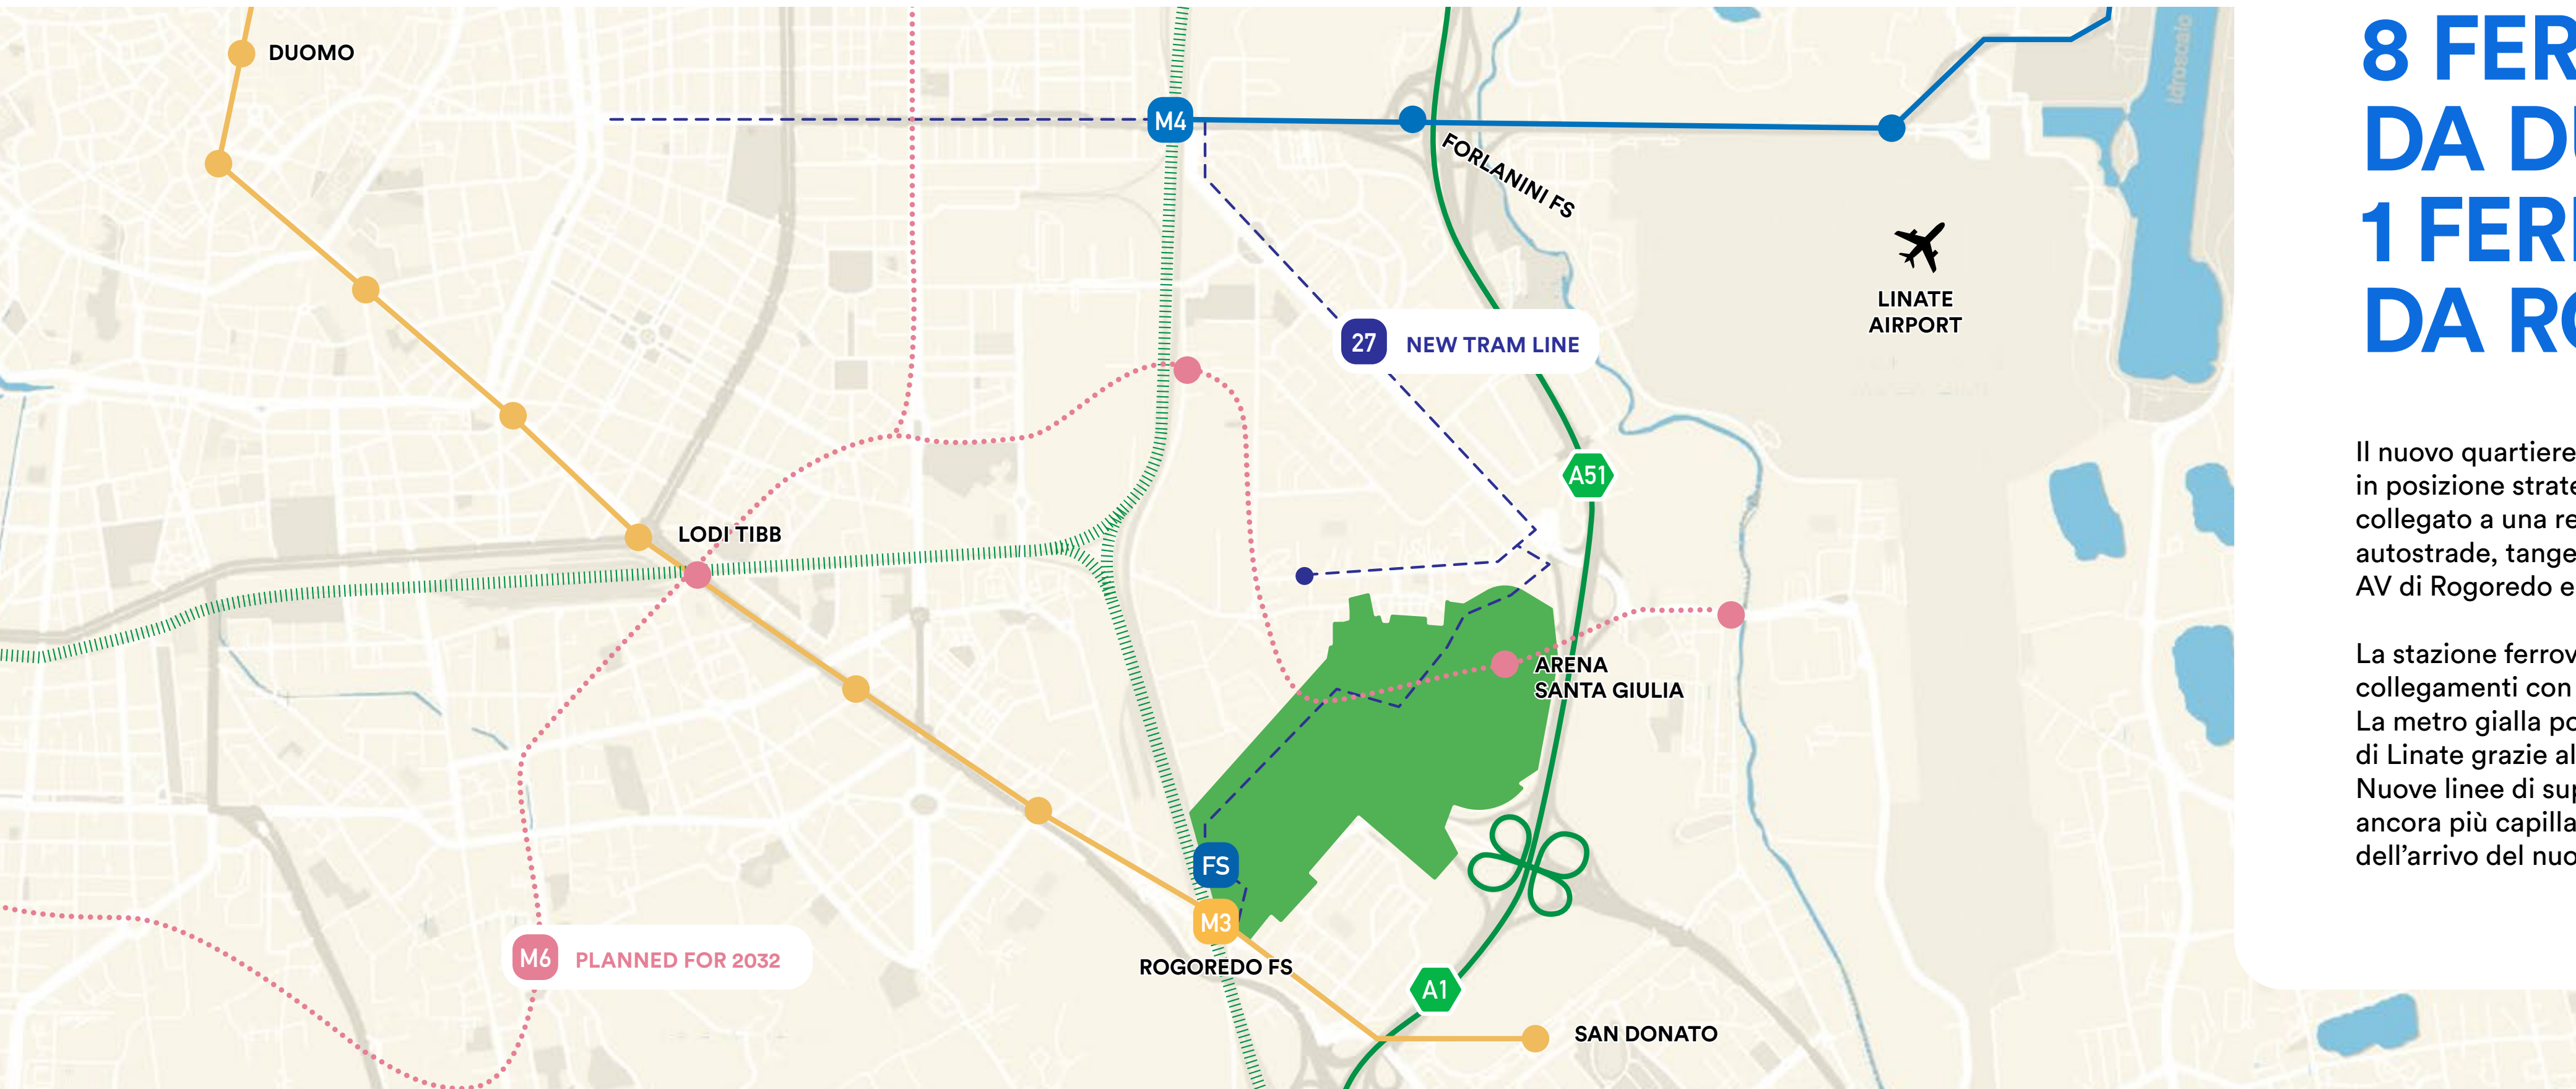 DUOMO
M4
FORLANINI FS
Idroscalo
LINATE
AIRPORT
27 NEW TRAM LINE
A51
LODI TIBB
ARENA
SANTA GIULIA
FS
M3
ROGOREDO FS
M6 PLANNED FOR 2032
A1
SAN DONATO
8 FER
DA DU
1 FER
DA RO
Il nuovo quartiere
in posizione strate
collegato a una re
autostrade, tange
AV di Rogoredo e
La stazione ferrov
collegamenti con
La metro gialla po
di Linate grazie al
Nuove linee di sup
ancora più capilla
dell’arrivo del nuo